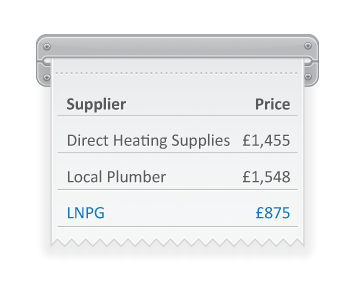 Supplier Price
Direct Heating Supplies £1,455
Local Plumber £1,548
LNPG £875